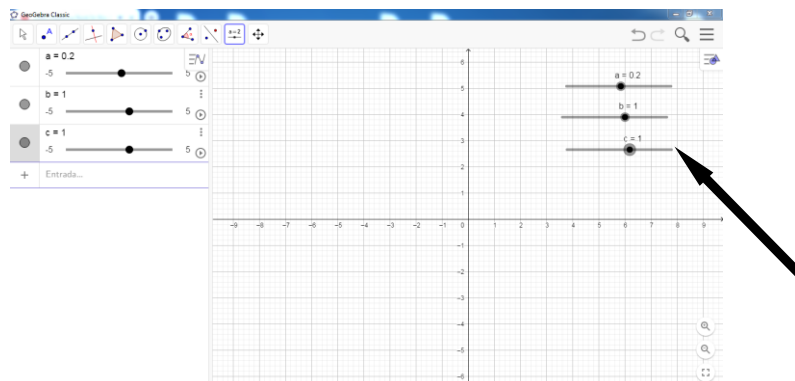 GeoGebra Classic
a=2
a = 0.2
-5 5
b = 1
-5 5
c = 1
-5 5
+ Entrada...
a = 0.2
b = 1
c = 1
6
5
4
3
2
1
-9 -8 -7 -6 -5 -4 -3 -2 -1 0 1 2 3 4 5 6 7 8 9
-1
-2
-3
-4
-5
-6